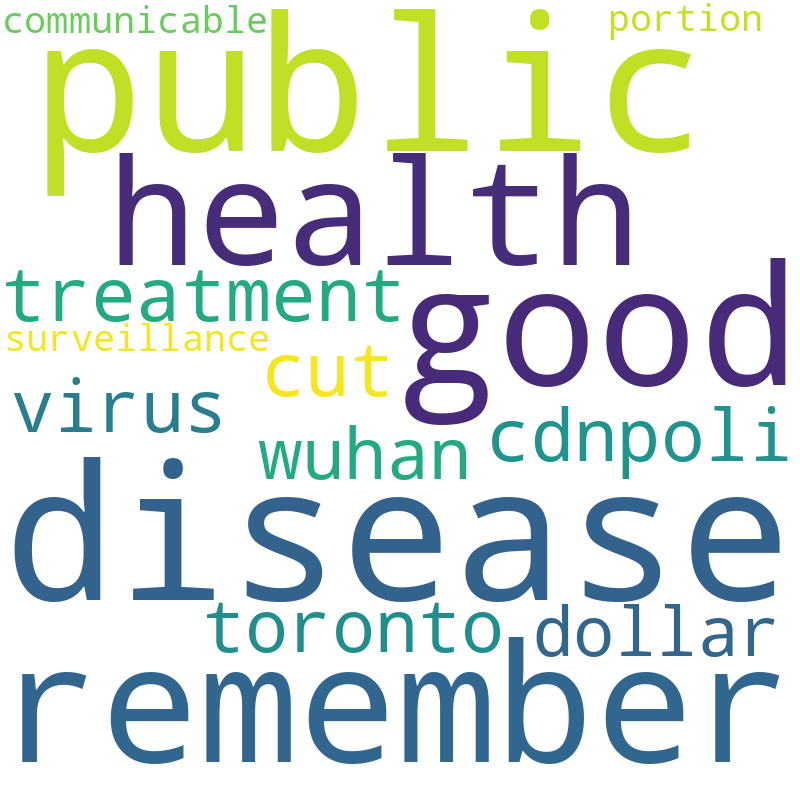 communicable
portion
public
health
treatment
good
surveillance
cut
virus
cdnpoli
wuhan
disease
toronto
dollar
remember